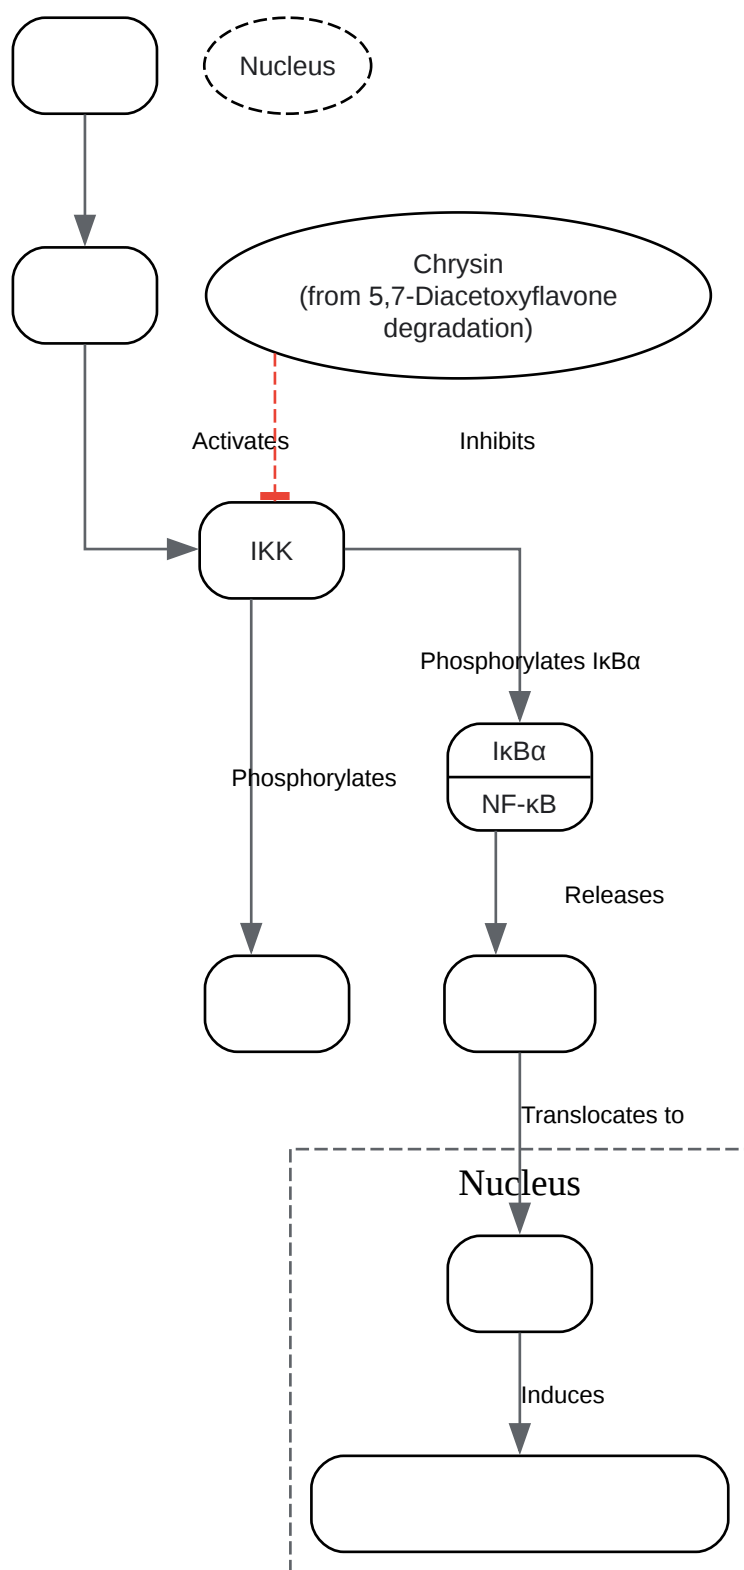 Nucleus
Chrysin
(from 5,7-Diacetoxyflavone
degradation)
Activates
Inhibits
IKK
Phosphorylates IκBα
IκBα
Phosphorylates
NF-κB
Releases
Translocates to
Nucleus
Induces